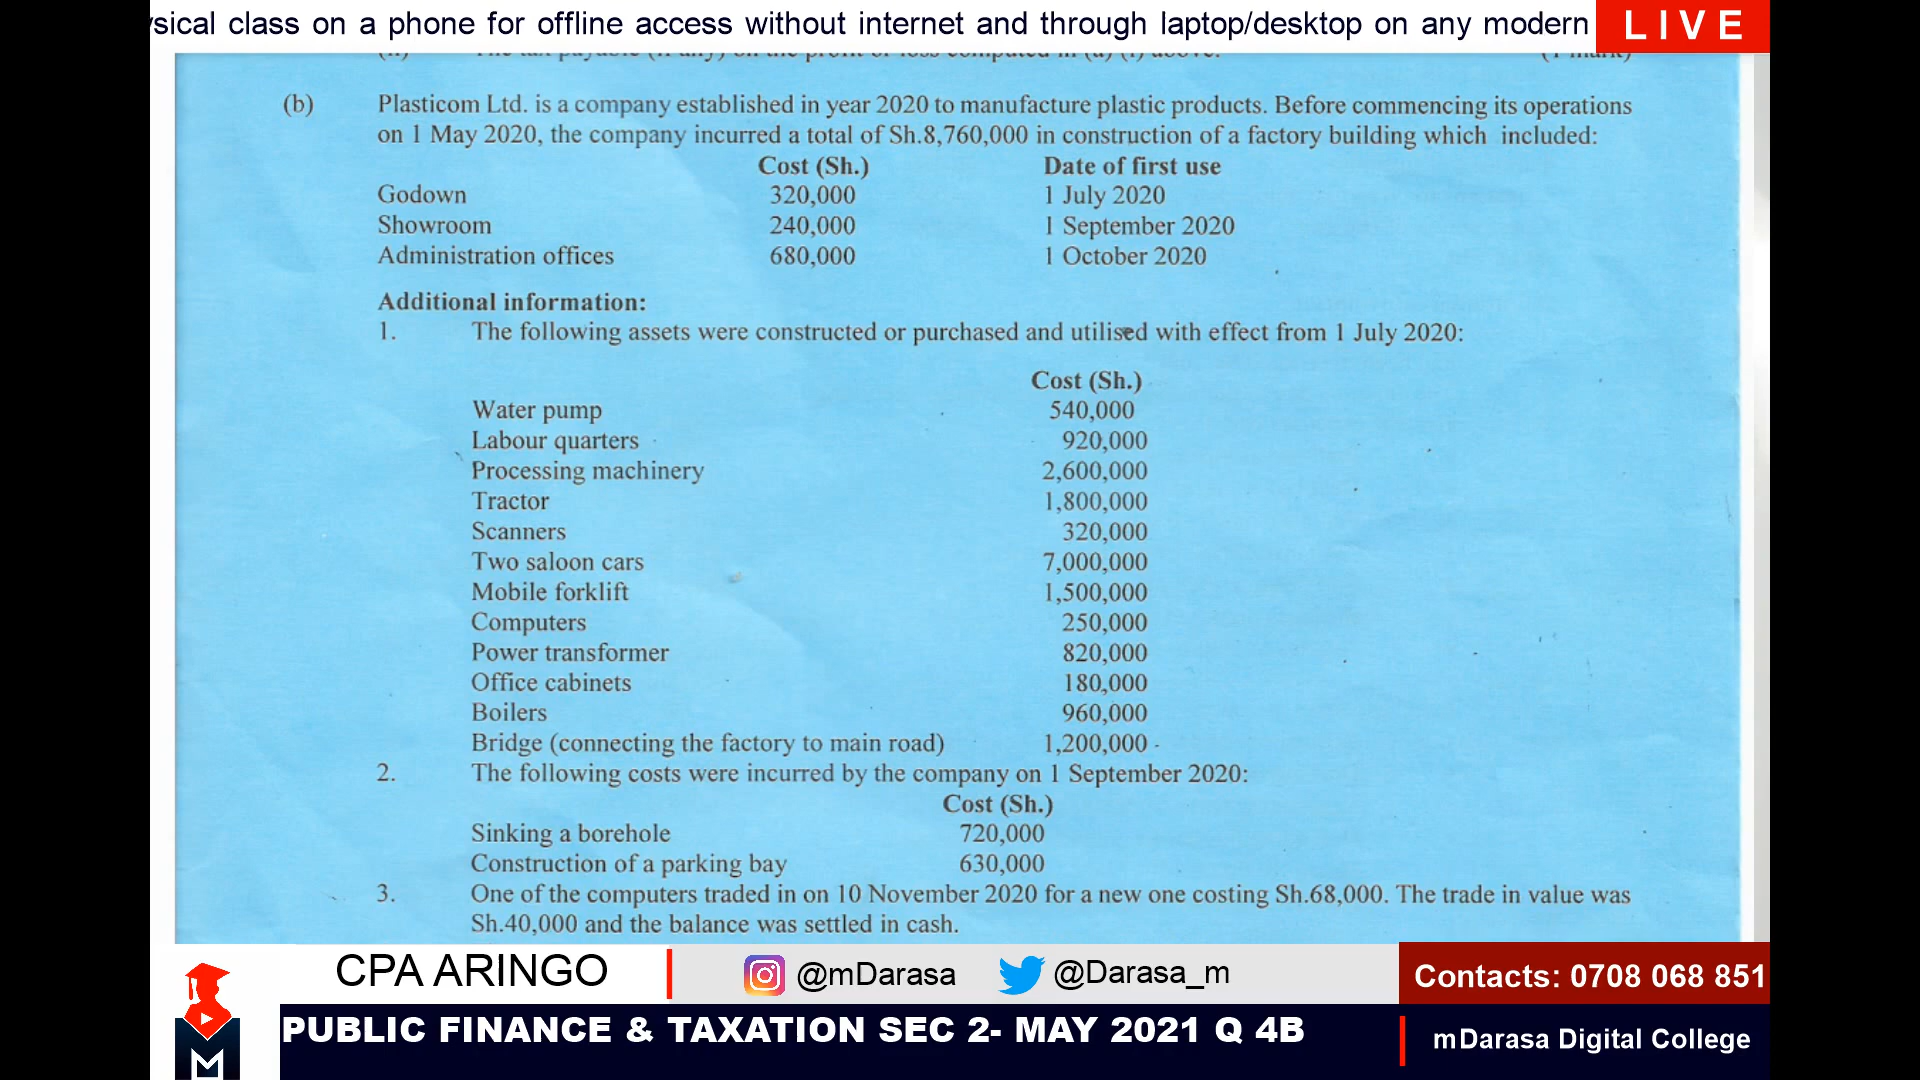 sical class on a phone for offline access without internet and through laptop/desktop on any modern
LIVE
(b) Plasticom Ltd. is a company established in year 2020 to manufacture plastic products. Before commencing its operations
on 1 May 2020, the company incurred a total of Sh.8,760,000 in construction of a factory building which included:
Cost (Sh.) Date of first use
Godown 320,000 1 July 2020
Showroom 240,000 1 September 2020
Administration offices 680,000 1 October 2020
Additional information:
1. The following assets were constructed or purchased and utilised with effect from 1 July 2020:
Cost (Sh.)
Water pump 540,000
Labour quarters 920,000
Processing machinery 2,600,000
Tractor 1,800,000
Scanners 320,000
Two saloon cars 7,000,000
Mobile forklift 1,500,000
Computers 250,000
Power transformer 820,000
Office cabinets 180,000
Boilers 960,000
Bridge (connecting the factory to main road) 1,200,000
2. The following costs were incurred by the company on 1 September 2020:
Cost (Sh.)
Sinking a borehole 720,000
Construction of a parking bay 630,000
3. One of the computers traded in on 10 November 2020 for a new one costing Sh.68,000. The trade in value was
Sh.40,000 and the balance was settled in cash.
CPA ARINGO
@mDarasa
@Darasa_m
Contacts: 0708 068 851
M
PUBLIC FINANCE & TAXATION SEC 2- MAY 2021 Q 4B
mDarasa Digital College